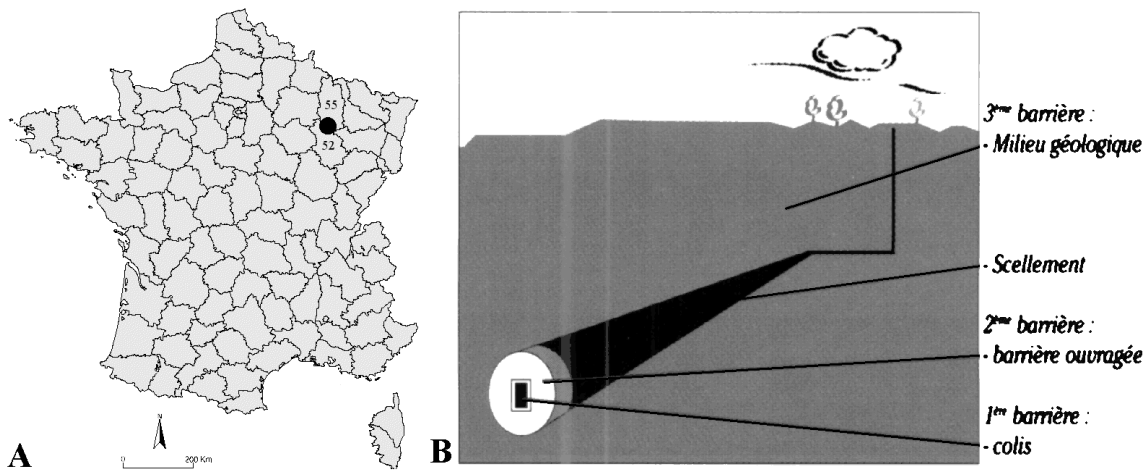 55
52
N
0 200 Km
A
B
3ème barrière :
- Milieu géologique
- Scellement
2ème barrière :
- barrière ouvragée
1ère barrière :
- colis